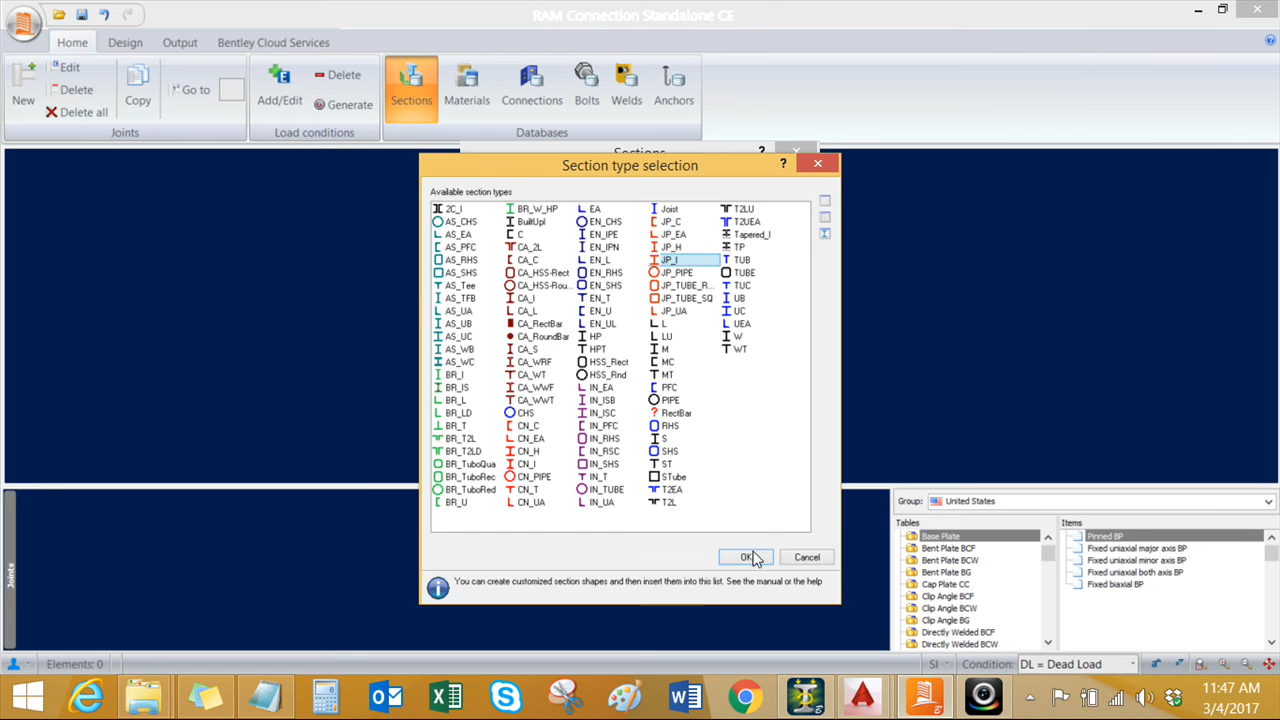 RAM Connection Standalone CE
Home
Design
Output
Bentley Cloud Services
New
Edit
Delete
Delete all
Copy
Go to
Joints
Add/Edit
Delete
Generate
Load conditions
Sections
Materials
Connections
Bolts
Welds
Anchors
Databases
Section type selection
?
Available section types
2C_I
AS_CHS
AS_EA
AS_PFC
AS_RHS
AS_SHS
AS_Tee
AS_TFB
AS_UA
AS_UB
AS_UC
AS_WB
AS_WC
BR_I
BR_IS
BR_L
BR_LD
BR_T
BR_T2L
BR_T2LD
BR_TuboQua
BR_TuboRec
BR_TuboRed
BR_U
BR_W_HP
BuiltUpI
C
CA_2L
CA_C
CA_HSS-Rect
CA_HSS-Rou...
CA_I
CA_L
CA_RectBar
CA_RoundBar
CA_S
CA_WRF
CA_WT
CA_WWF
CA_WWT
CHS
CN_C
CN_EA
CN_H
CN_I
CN_PIPE
CN_T
CN_UA
EA
EN_CHS
EN_IPE
EN_IPN
EN_L
EN_RHS
EN_SHS
EN_T
EN_U
EN_UL
HP
HPT
HSS_Rect
HSS_Rnd
IN_EA
IN_ISB
IN_ISC
IN_PFC
IN_RHS
IN_RSC
IN_SHS
IN_T
IN_TUBE
IN_UA
Joist
JP_C
JP_EA
JP_H
JP_I
JP_PIPE
JP_TUBE_R...
JP_TUBE_SQ
JP_UA
L
LU
M
MC
MT
PFC
PIPE
RectBar
RHS
S
SHS
ST
STube
T2EA
T2L
T2LU
T2UEA
Tapered_I
TP
TUB
TUBE
TUC
UB
UC
UEA
W
WT
OK
Cancel
You can create customized section shapes and then insert them into this list. See the manual or the help
Joints
Group:
United States
Tables
Base Plate
Bent Plate BCF
Bent Plate BCW
Bent Plate BG
Cap Plate CC
Clip Angle BCF
Clip Angle BCW
Clip Angle BG
Directly Welded BCF
Directly Welded BCW
Items
Pinned BP
Fixed uniaxial major axis BP
Fixed uniaxial minor axis BP
Fixed uniaxial both axis BP
Fixed biaxial BP
Elements: 0
SI
Condition:
DL = Dead Load
11:47 AM
3/4/2017